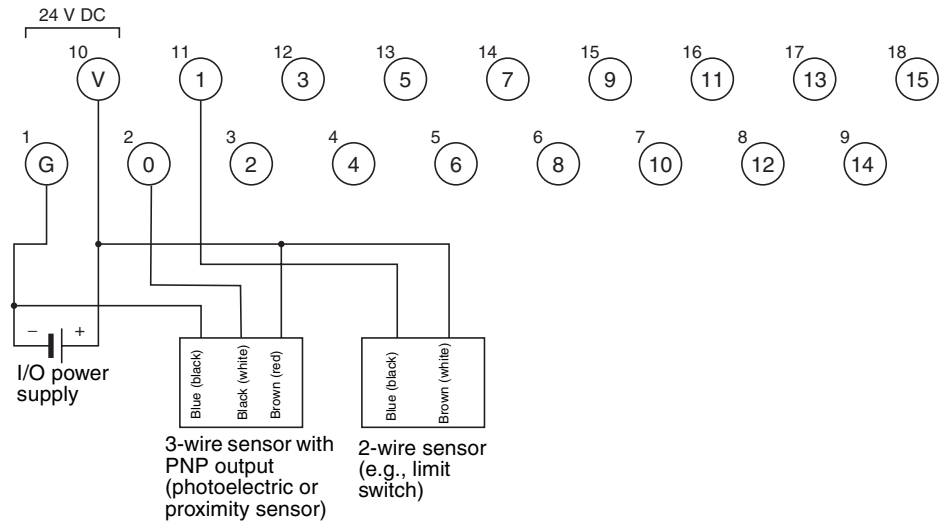 24 V DC
10 11 12 13 14 15 16 17 18
V 1 3 5 7 9 11 13 15
1 2 3 4 5 6 7 8 9
G 0 2 4 6 8 10 12 14
− +
I/O power
supply
Blue (black)
Black (white)
Brown (red)
Blue (black)
Brown (white)
3-wire sensor with
PNP output
(photoelectric or
proximity sensor)
2-wire sensor
(e.g., limit
switch)